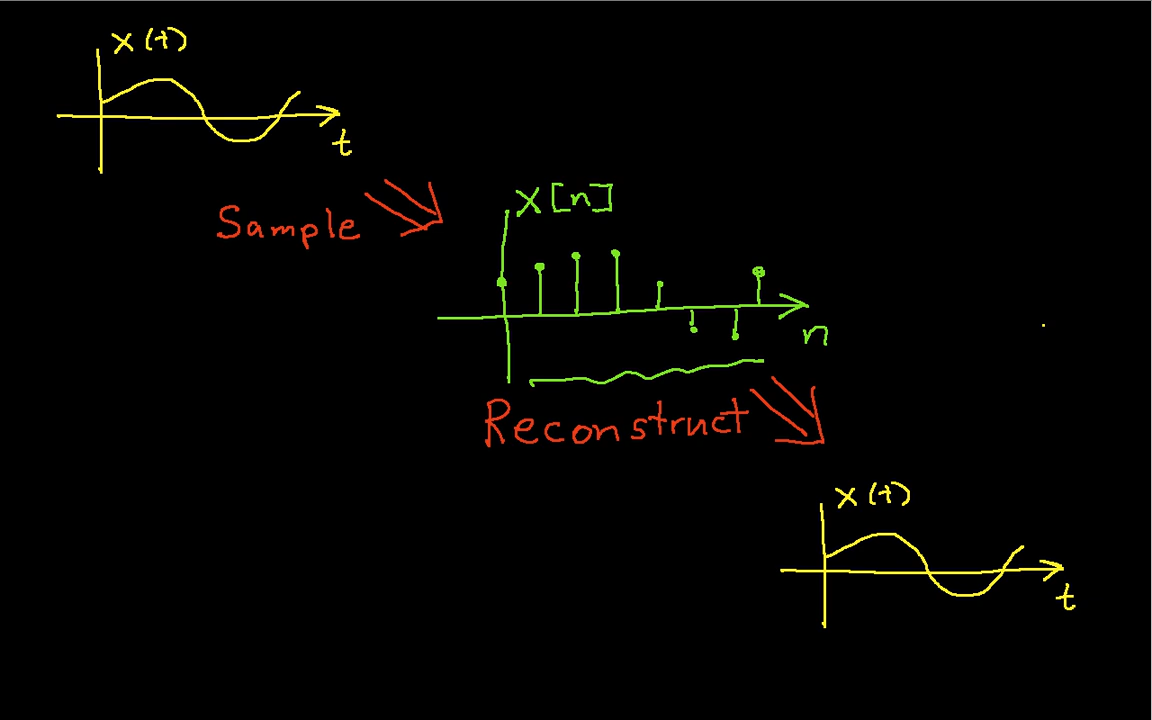 x(t)
t
Sample
x[n]
n
Reconstruct
x(t)
t